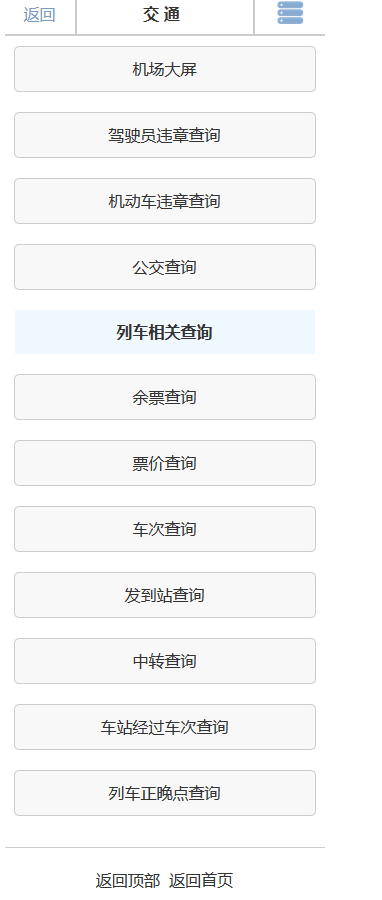 返回 交 通
机场大屏
驾驶员违章查询
机动车违章查询
公交查询
列车相关查询
余票查询
票价查询
车次查询
发到站查询
中转查询
车站经过车次查询
列车正晚点查询
返回顶部 返回首页